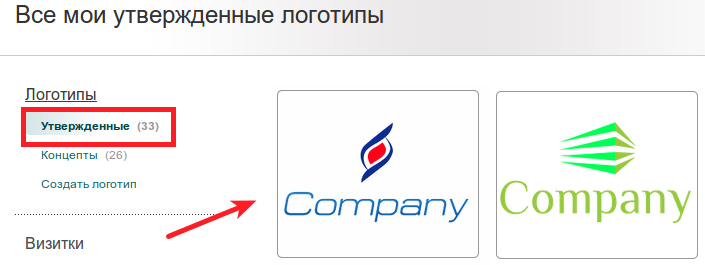 Все мои утвержденные логотипы
Логотипы
Утвержденные (33)
Концепты (26)
Создать логотип
Визитки
Company
Company